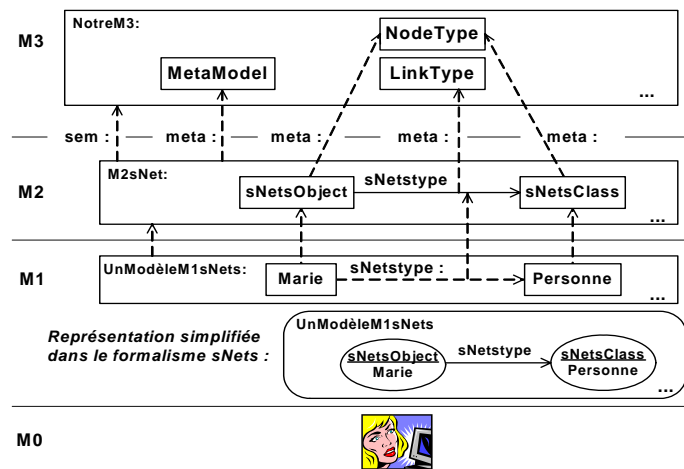 M3
NotreM3:
NodeType
MetaModel
LinkType
...
sem : meta : meta : meta : meta :
M2
M2sNet:
sNetsObject
sNetstype
sNetsClass
...
M1
UnModèleM1sNets:
Marie
sNetstype :
Personne
...
Représentation simplifiée
dans le formalisme sNets :
UnModèleM1sNets
sNetsObject
Marie
sNetstype
sNetsClass
Personne
...
M0